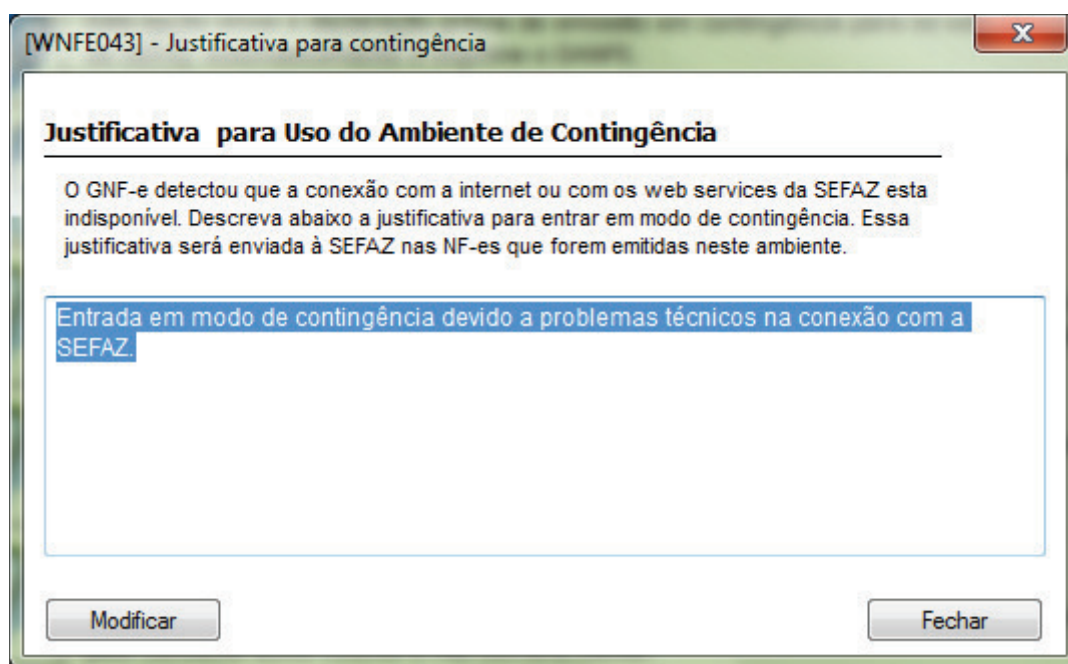 [WNFE043] - Justificativa para contingência
Justificativa para Uso do Ambiente de Contingência
O GNF-e detectou que a conexão com a internet ou com os web services da SEFAZ esta
indisponível. Descreva abaixo a justificativa para entrar em modo de contingência. Essa
justificativa será enviada à SEFAZ nas NF-es que forem emitidas neste ambiente.
Entrada em modo de contingência devido a problemas técnicos na conexão com a
SEFAZ.
Modificar
Fechar